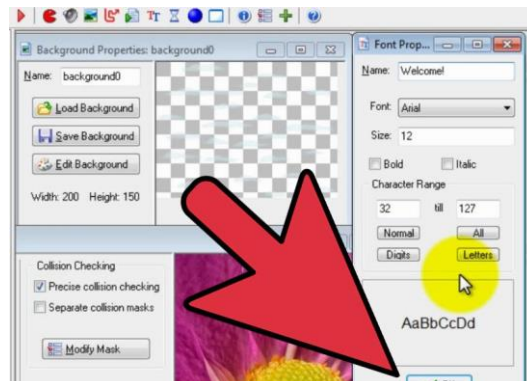 Background Properties: background0
Name: background0
Load Background
Save Background
Edit Background
Width: 200 Height: 150
Collision Checking
Precise collision checking
Separate collision masks
Modify Mask
Font Prop...
Name: Welcome!
Font: Arial
Size: 12
Bold Italic
Character Range
32 till 127
Normal All
Digits Letters
AaBbCcDd